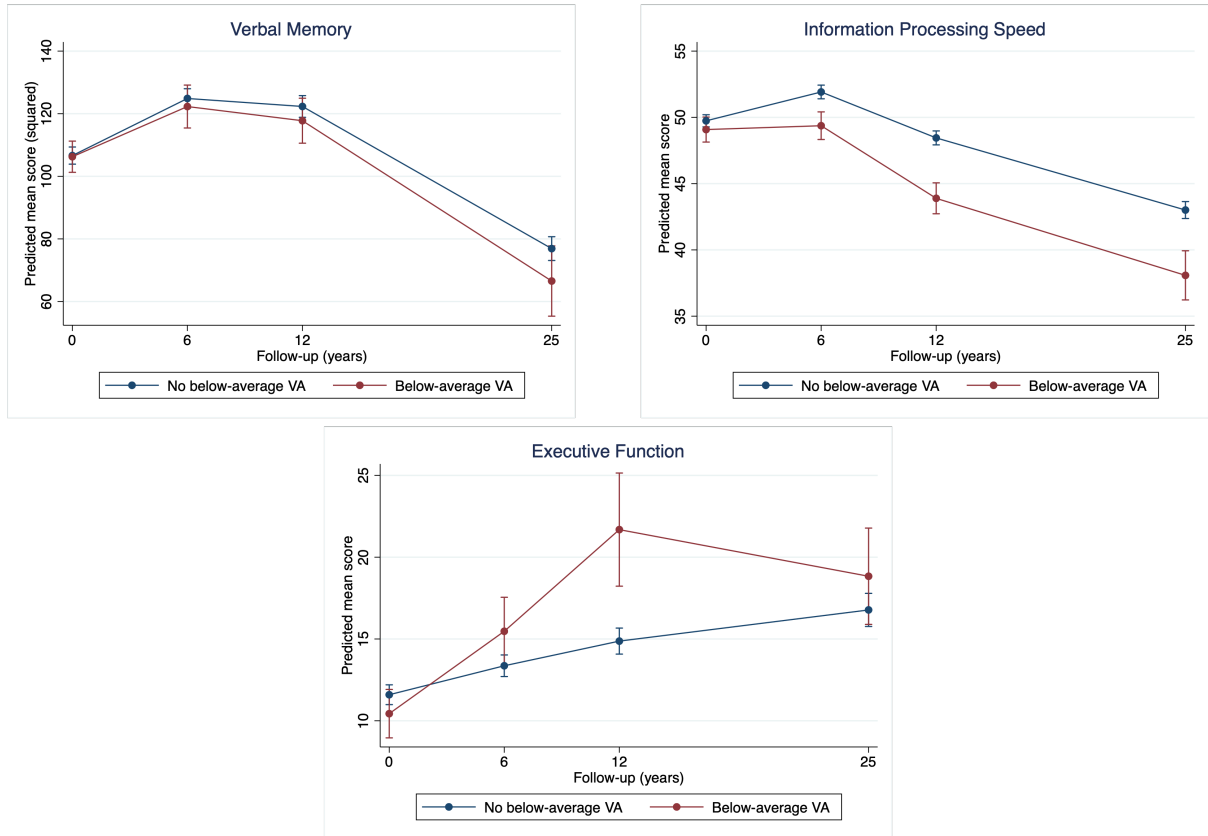 Verbal Memory
Predicted mean score (squared)
140
120
100
80
60
0 6 12 25
Follow-up (years)
No below-average VA Below-average VA
Information Processing Speed
Predicted mean score
55
50
45
40
35
0 6 12 25
Follow-up (years)
No below-average VA Below-average VA
Executive Function
Predicted mean score
25
20
15
10
0 6 12 25
Follow-up (years)
No below-average VA Below-average VA